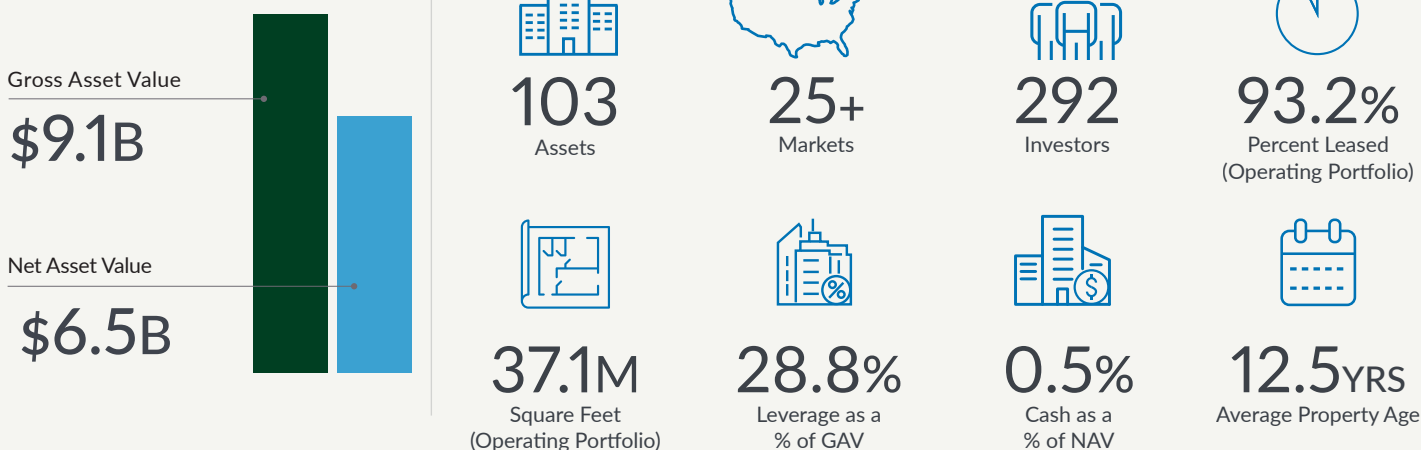 Gross Asset Value
$9.1B
Net Asset Value
$6.5B
103
Assets
25+
Markets
292
Investors
93.2%
Percent Leased
(Operating Portfolio)
37.1M
Square Feet
(Operating Portfolio)
28.8%
Leverage as a
% of GAV
0.5%
Cash as a
% of NAV
12.5YRS
Average Property Age